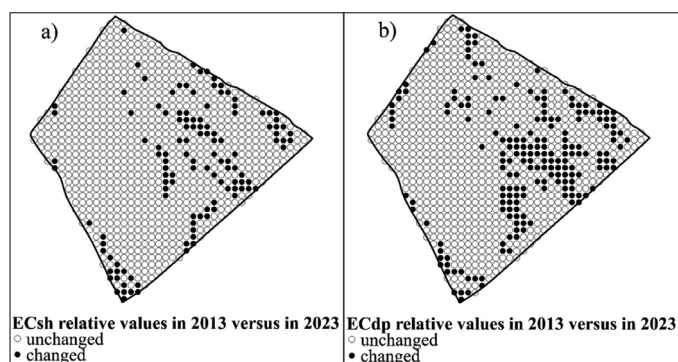 a)
ECsh relative values in 2013 versus in 2023
unchanged
changed
b)
ECdp relative values in 2013 versus in 2023
unchanged
changed